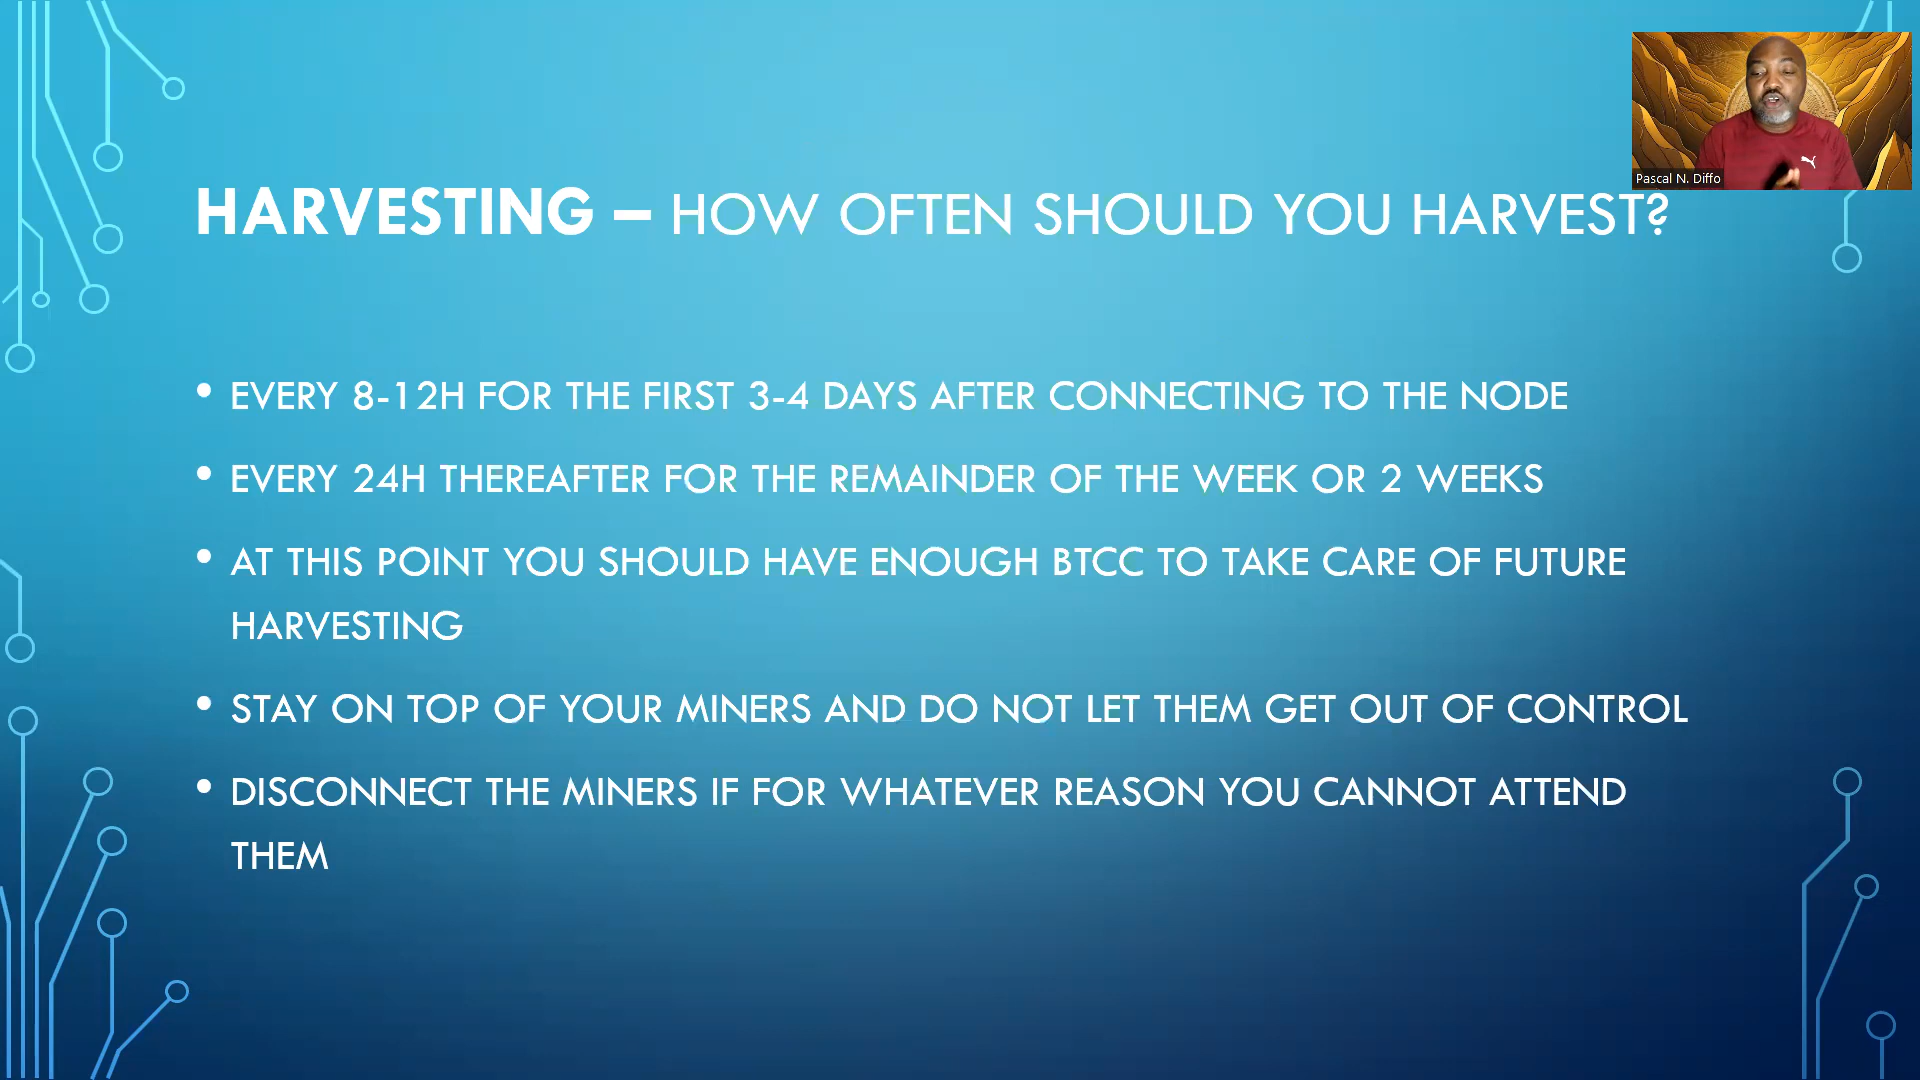 Pascal N. Diffo
HARVESTING – HOW OFTEN SHOULD YOU HARVEST?
• EVERY 8-12H FOR THE FIRST 3-4 DAYS AFTER CONNECTING TO THE NODE
• EVERY 24H THEREAFTER FOR THE REMAINDER OF THE WEEK OR 2 WEEKS
• AT THIS POINT YOU SHOULD HAVE ENOUGH BTCC TO TAKE CARE OF FUTURE
HARVESTING
• STAY ON TOP OF YOUR MINERS AND DO NOT LET THEM GET OUT OF CONTROL
• DISCONNECT THE MINERS IF FOR WHATEVER REASON YOU CANNOT ATTEND
THEM